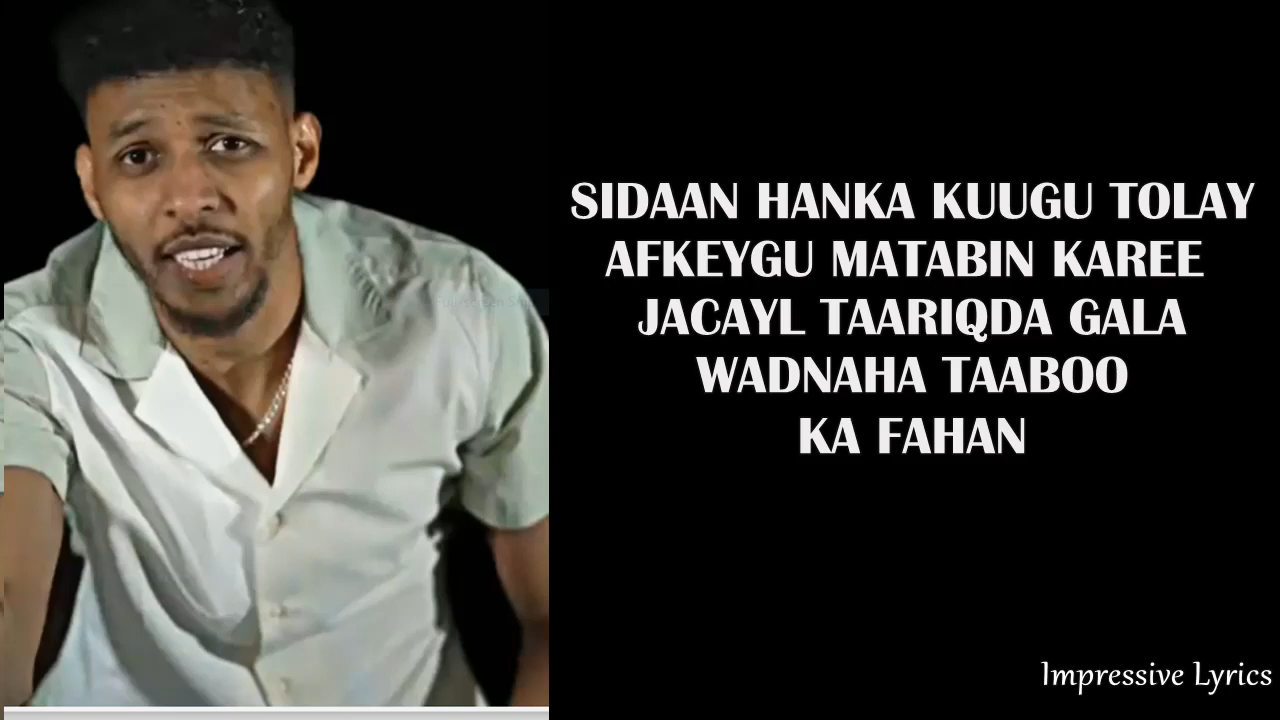 SIDAAN HANKA KUUGU TOLAY
AFKEYGU MATABIN KAREE
JACAYL TAARIQDA GALA
WADNAHA TAABOO
KA FAHAN
Impressive Lyrics